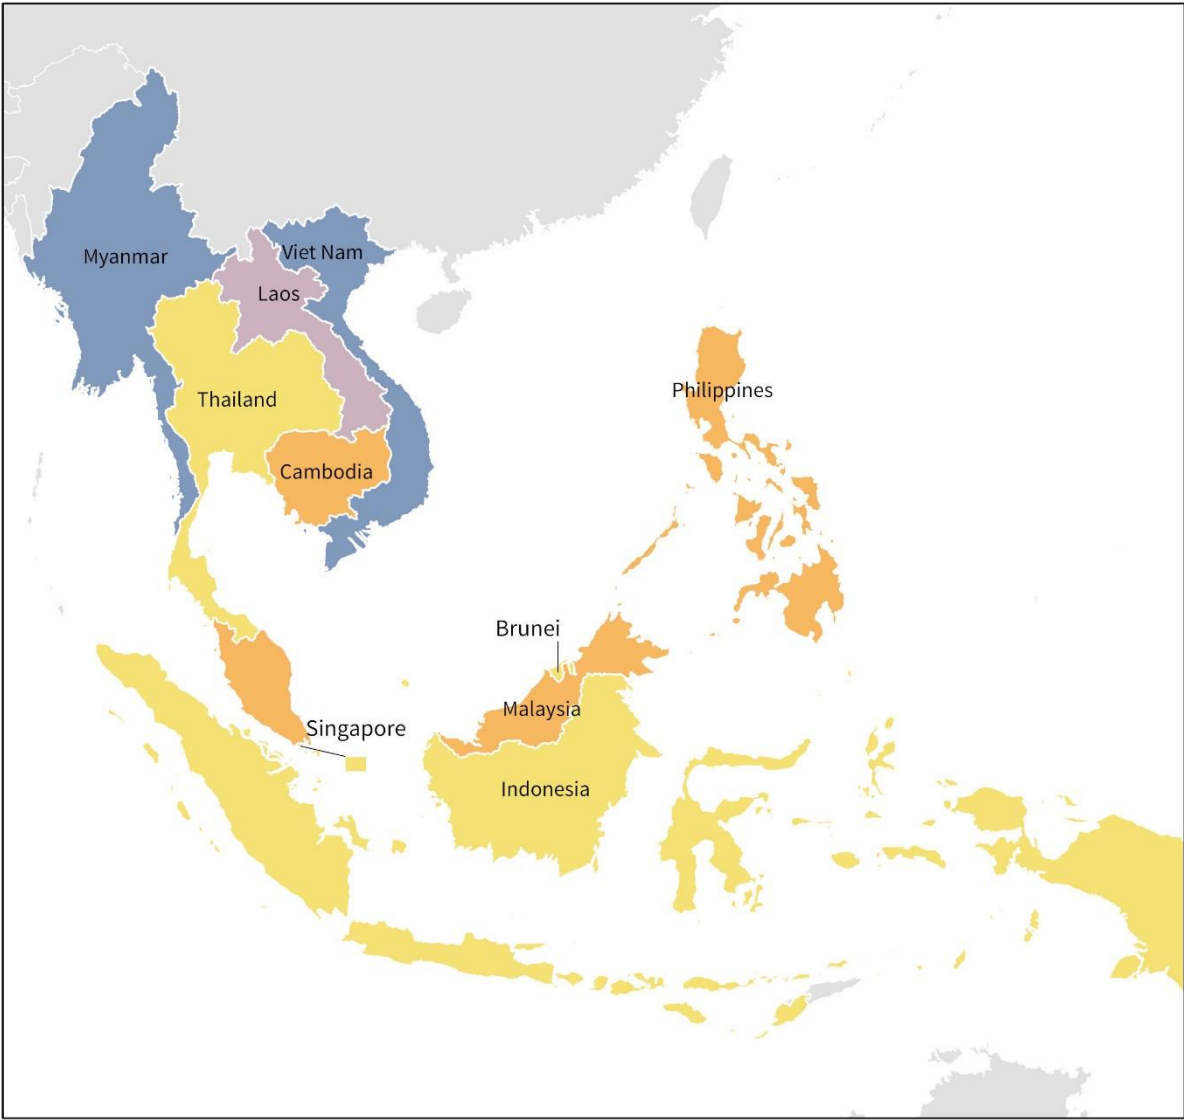 Myanmar
Viet Nam
Laos
Thailand
Philippines
Cambodia
Brunei
Malaysia
Singapore
Indonesia